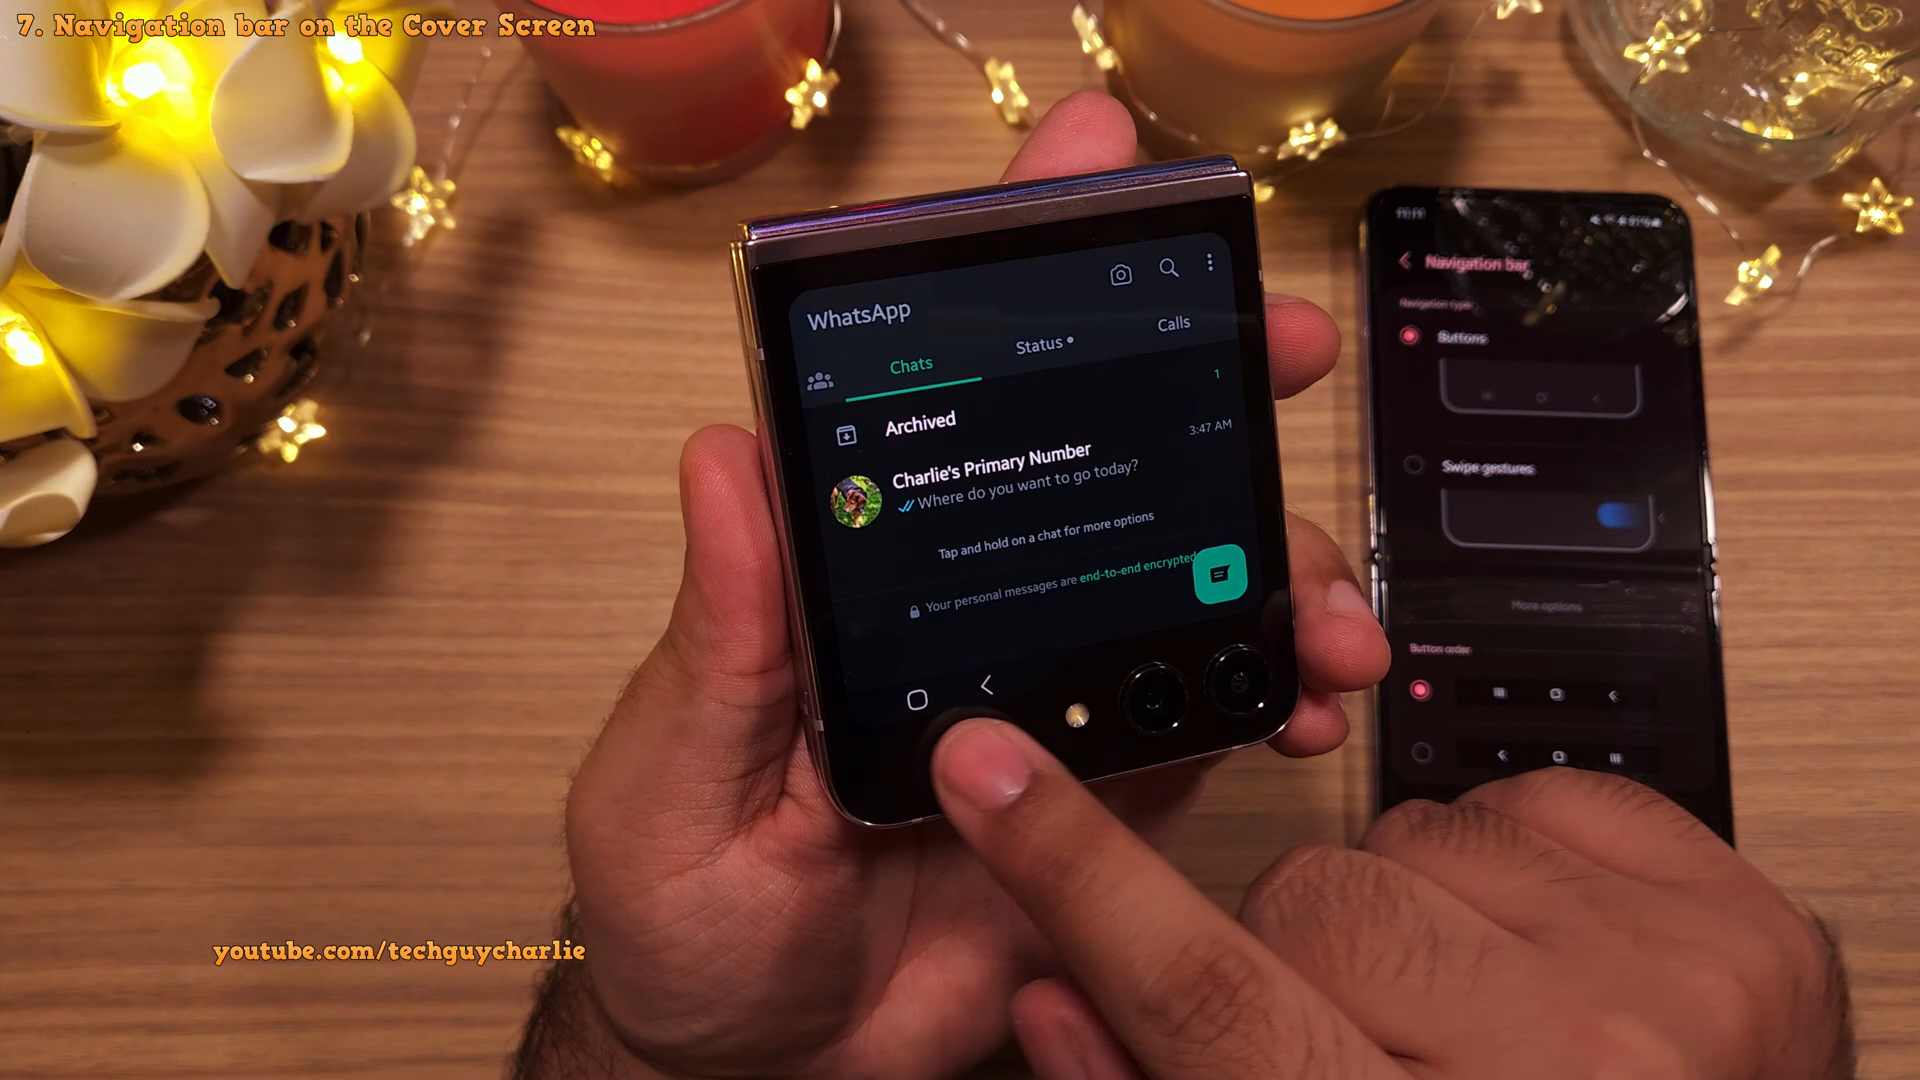 7. Navigation bar on the Cover Screen
WhatsApp
Chats
Status
Calls
Archived
1
Charlie's Primary Number
3:47 AM
Where do you want to go today?
Tap and hold on a chat for more options
Your personal messages are end-to-end encrypted
Navigation bar
Navigation type
Buttons
Swipe gestures
More options
Button order
youtube.com/techguycharlie